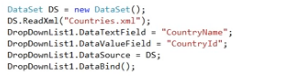 DataSet DS = new DataSet();
DS.ReadXml("Countries.xml");
DropDownList1.DataTextField = "CountryName";
DropDownList1.DataValueField = "CountryId";
DropDownList1.DataSource = DS;
DropDownList1.DataBind();